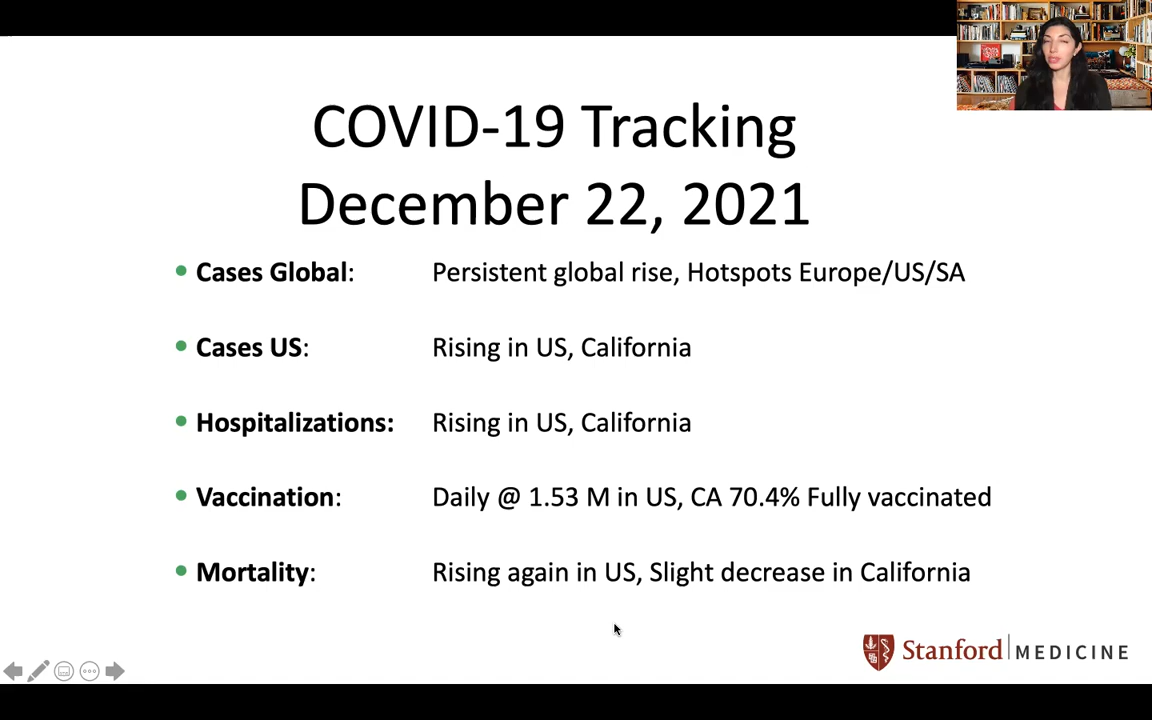 COVID-19 Tracking
December 22, 2021
• Cases Global: Persistent global rise, Hotspots Europe/US/SA
• Cases US: Rising in US, California
• Hospitalizations: Rising in US, California
• Vaccination: Daily @ 1.53 M in US, CA 70.4% Fully vaccinated
• Mortality: Rising again in US, Slight decrease in California
Stanford MEDICINE